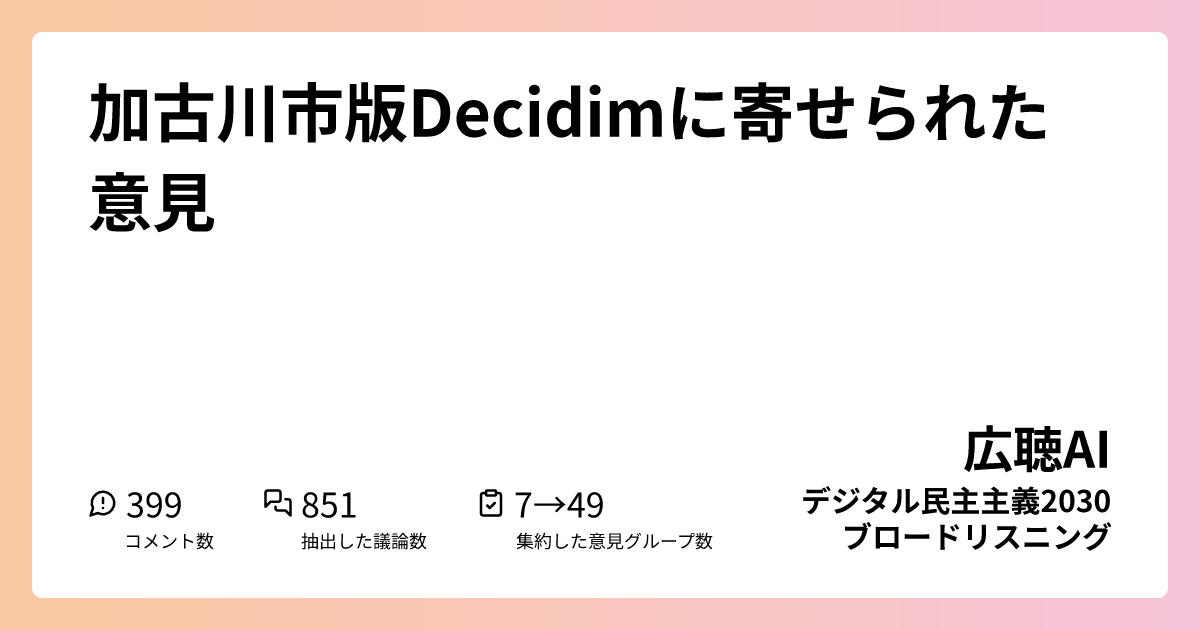 加古川市版Decidimに寄せられた
意見
399
コメント数
851
抽出した議論数
7→49
集約した意見グループ数
広聴AI
デジタル民主主義2030
ブロードリスニング